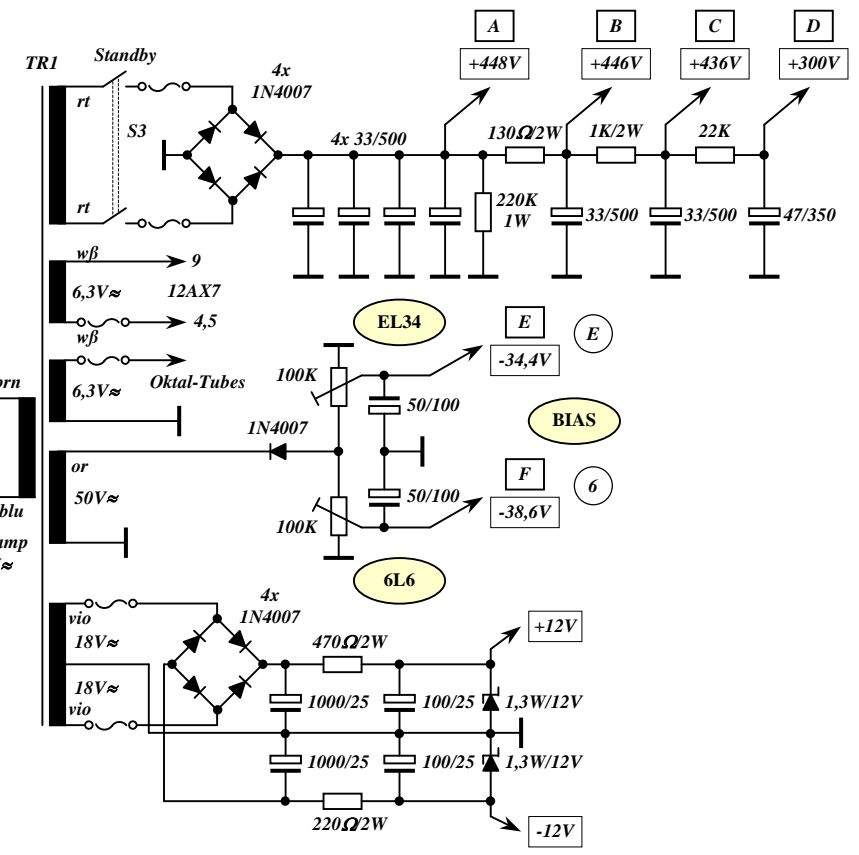 A
B
C
D
+448V
+446V
+436V
+300V
TR1
Standby
4x
1N4007
rt
S3
rt
4x 33/500
130Ω/2W
1K/2W
22K
220K
1W
33/500
33/500
47/350
wß
9
6,3V≈
12AX7
4,5
wß
6,3V≈
Oktal-Tubes
orn
blu
amp
≈
EL34
E
E
-34,4V
100K
50/100
1N4007
BIAS
or
50V≈
F
6
50/100
-38,6V
100K
6L6
4x
1N4007
vio
18V≈
18V≈
vio
470Ω/2W
+12V
1000/25
100/25
1,3W/12V
1000/25
100/25
1,3W/12V
220Ω/2W
-12V